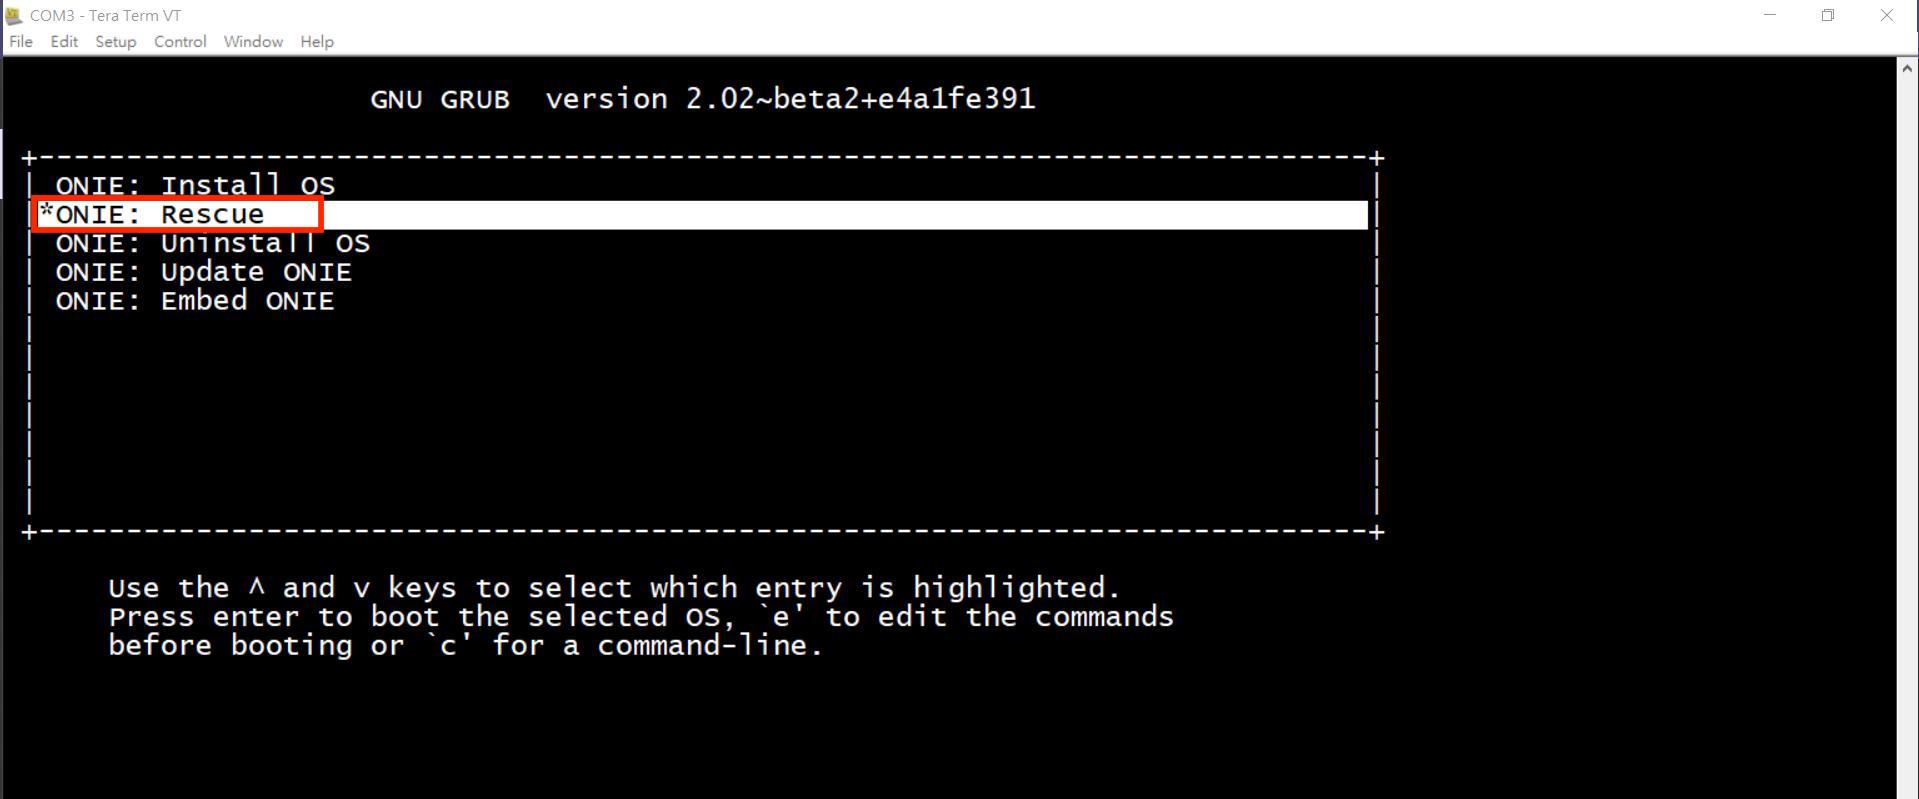 COM3 - Tera Term VT
File Edit Setup Control Window Help
GNU GRUB  version 2.02~beta2+e4a1fe391
+----------------------------------------------------------------------------+
| ONIE: Install OS |
|*ONIE: Rescue |
| ONIE: Uninstall OS |
| ONIE: Update ONIE |
| ONIE: Embed ONIE |
+----------------------------------------------------------------------------+
Use the ^ and v keys to select which entry is highlighted.
Press enter to boot the selected OS, `e' to edit the commands
before booting or `c' for a command-line.